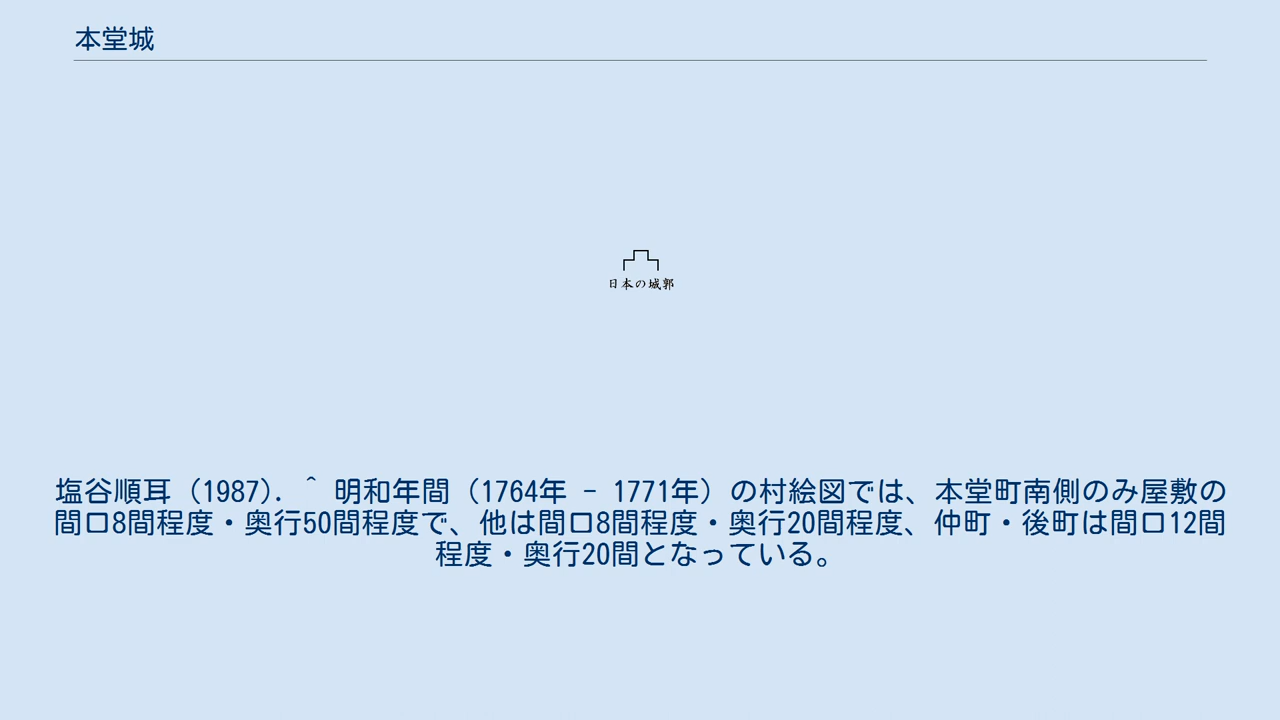 本堂城
日本の城郭
塩谷順耳（1987）. ^ 明和年間（1764年 - 1771年）の村絵図では、本堂町南側のみ屋敷の
間口8間程度・奥行50間程度で、他は間口8間程度・奥行20間程度、仲町・後町は間口12間
程度・奥行20間となっている。